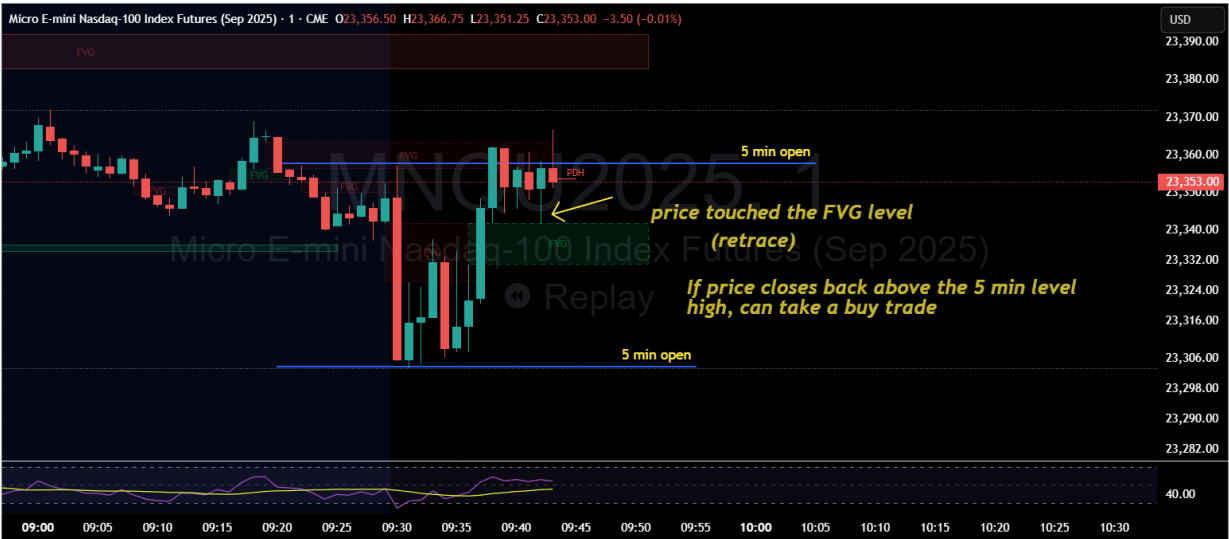 Micro E-mini Nasdaq-100 Index Futures (Sep 2025) · 1 · CME O23,356.50 H23,366.75 L23,351.25 C23,353.00 −3.50 (−0.01%)
USD
23,390.00
FVG
23,380.00
23,370.00
5 min open
23,360.00
FVG
MNQU2025, 1
FVG
PDH
23,353.00
23,350.00
FVG
FVG
price touched the FVG level
(retrace)
23,340.00
Micro E-mini Nasdaq-100 Index Futures (Sep 2025)
FVG
23,332.00
If price closes back above the 5 min level
high, can take a buy trade
Replay
23,324.00
23,316.00
5 min open
23,306.00
23,298.00
23,290.00
23,282.00
40.00
09:00 09:05 09:10 09:15 09:20 09:25 09:30 09:35 09:40 09:45 09:50 09:55 10:00 10:05 10:10 10:15 10:20 10:25 10:30